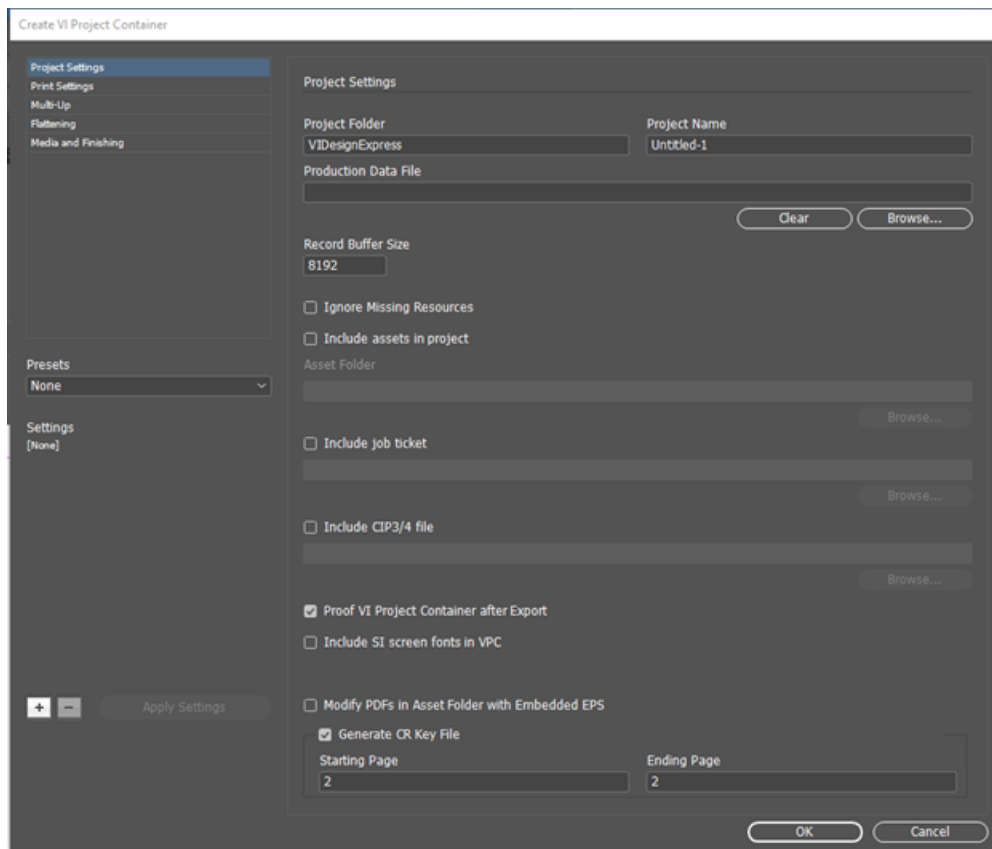 Create VI Project Container
Project Settings
Print Settings
Multi-Up
Flattening
Media and Finishing
Presets
None
Settings
[None]
+ − Apply Settings
Project Settings
Project Folder Project Name
VIDesignExpress Untitled-1
Production Data File
Clear Browse...
Record Buffer Size
8192
Ignore Missing Resources
Include assets in project
Asset Folder
Browse...
Include job ticket
Browse...
Include CIP3/4 file
Browse...
Proof VI Project Container after Export
Include SI screen fonts in VPC
Modify PDFs in Asset Folder with Embedded EPS
Generate CR Key File
Starting Page Ending Page
2 2
OK Cancel